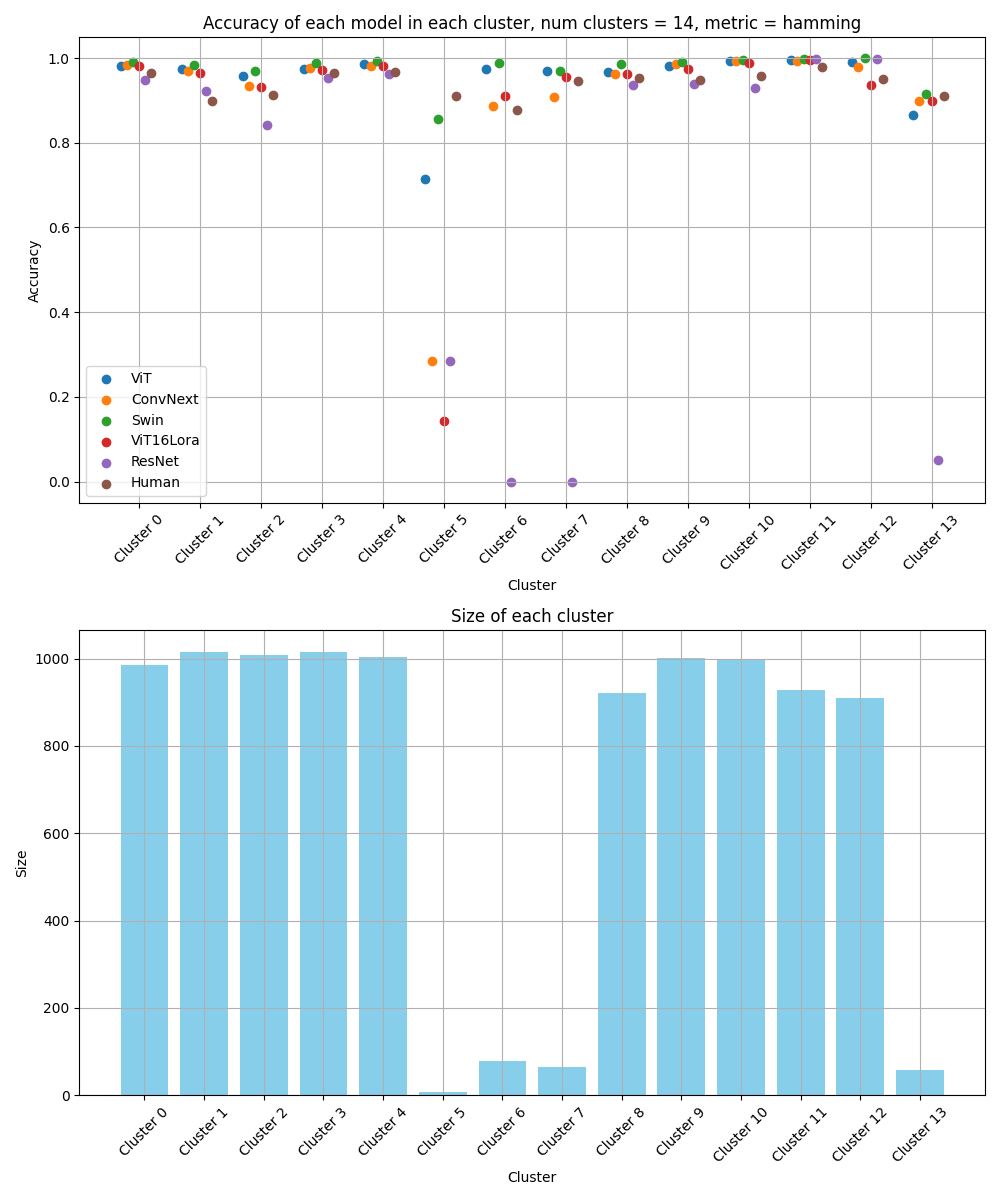 Accuracy of each model in each cluster, num clusters = 14, metric = hamming
1.0
0.8
0.6
0.4
0.2
0.0
Accuracy
ViT
ConvNext
Swin
ViT16Lora
ResNet
Human
Cluster 0
Cluster 1
Cluster 2
Cluster 3
Cluster 4
Cluster 5
Cluster 6
Cluster 7
Cluster 8
Cluster 9
Cluster 10
Cluster 11
Cluster 12
Cluster 13
Cluster
Size of each cluster
1000
800
600
400
200
0
Size
Cluster 0
Cluster 1
Cluster 2
Cluster 3
Cluster 4
Cluster 5
Cluster 6
Cluster 7
Cluster 8
Cluster 9
Cluster 10
Cluster 11
Cluster 12
Cluster 13
Cluster